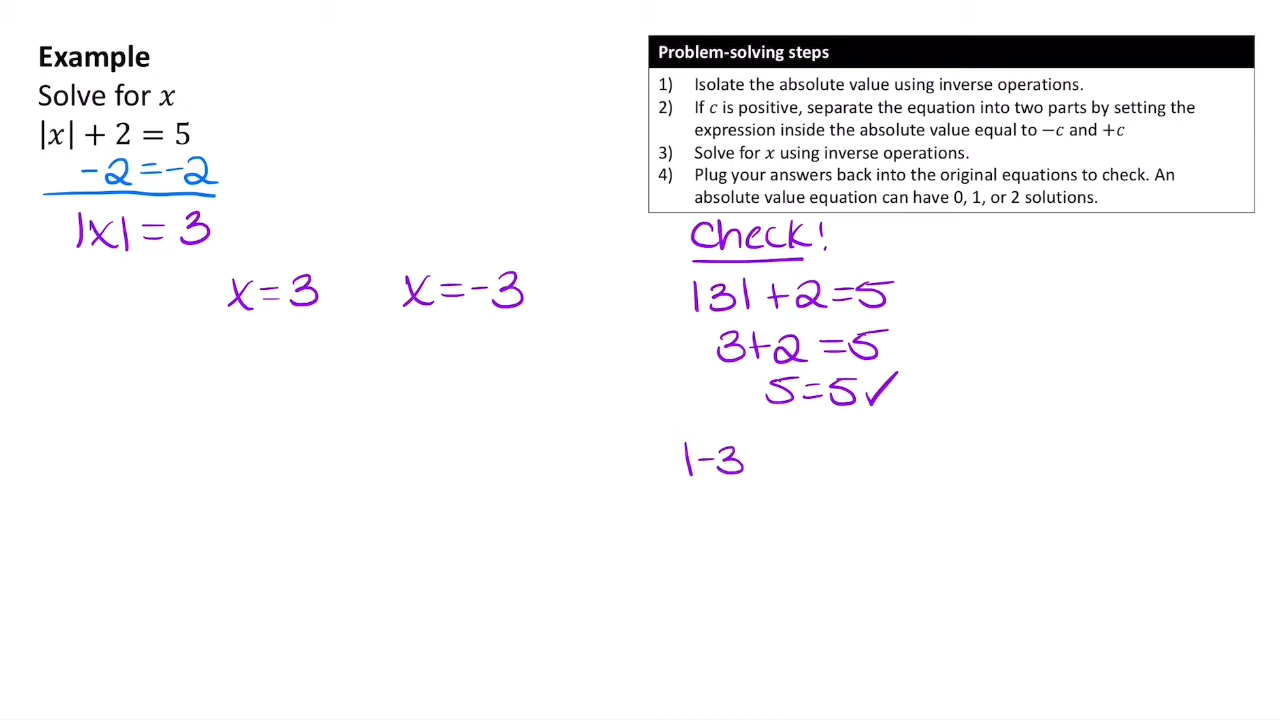 Example
Solve for x
|x| + 2 = 5
-2 = -2
|x| = 3
x = 3 x = -3
Problem-solving steps
1) Isolate the absolute value using inverse operations.
2) If c is positive, separate the equation into two parts by setting the
expression inside the absolute value equal to −c and +c
3) Solve for x using inverse operations.
4) Plug your answers back into the original equations to check. An
absolute value equation can have 0, 1, or 2 solutions.
Check!
|3| + 2 = 5
3 + 2 = 5
5 = 5 ✓
|-3